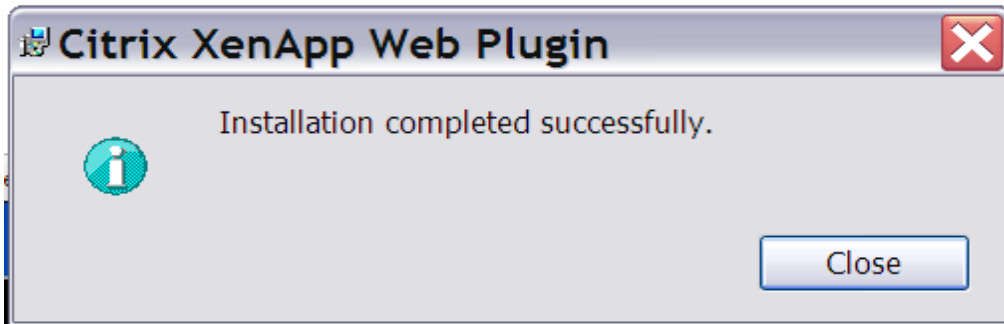 Citrix XenApp Web Plugin
Installation completed successfully.
Close